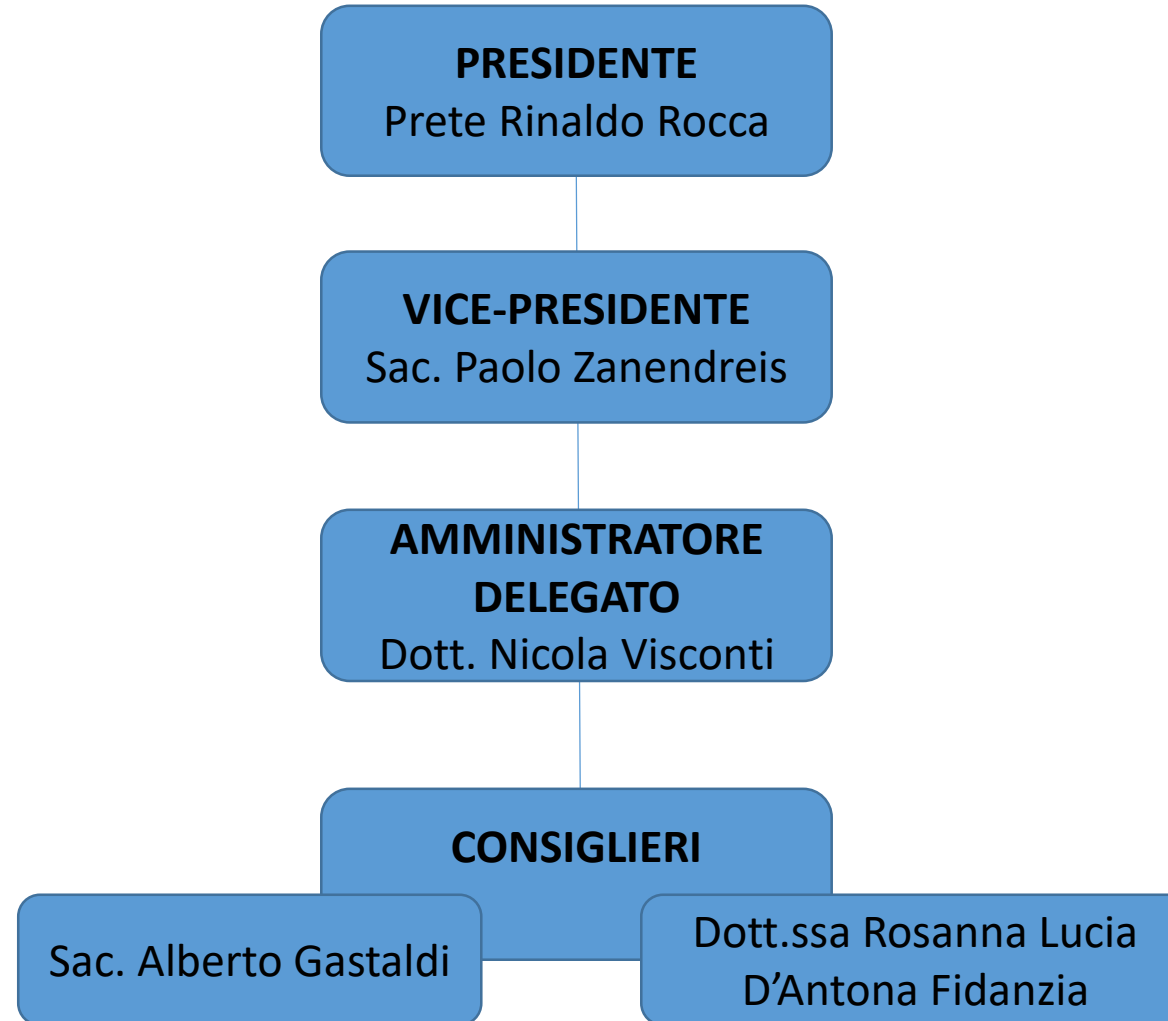 PRESIDENTE
Prete Rinaldo Rocca
VICE-PRESIDENTE
Sac. Paolo Zanendreis
AMMINISTRATORE
DELEGATO
Dott. Nicola Visconti
CONSIGLIERI
Sac. Alberto Gastaldi
Dott.ssa Rosanna Lucia
D’Antona Fidanzia